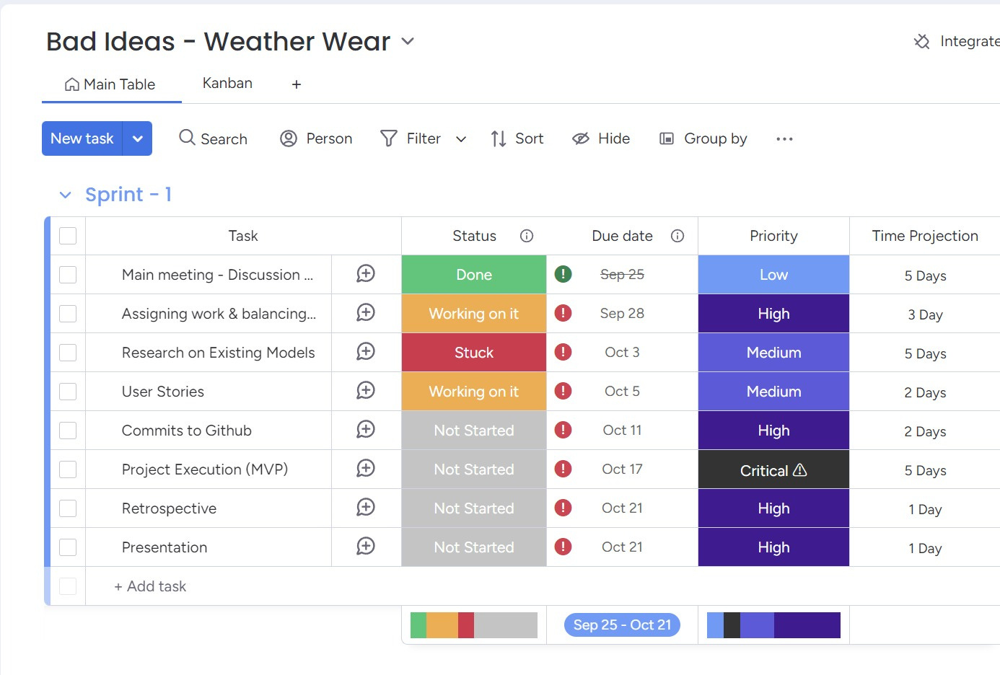 Bad Ideas - Weather Wear
Integrate
Main Table Kanban +
New task Search Person Filter Sort Hide Group by ...
Sprint - 1
Task Status Due date Priority Time Projection
Main meeting - Discussion ... Done Sep 25 Low 5 Days
Assigning work & balancing... Working on it Sep 28 High 3 Day
Research on Existing Models Stuck Oct 3 Medium 5 Days
User Stories Working on it Oct 5 Medium 2 Days
Commits to Github Not Started Oct 11 High 2 Days
Project Execution (MVP) Not Started Oct 17 Critical 5 Days
Retrospective Not Started Oct 21 High 1 Day
Presentation Not Started Oct 21 High 1 Day
+ Add task
Sep 25 - Oct 21